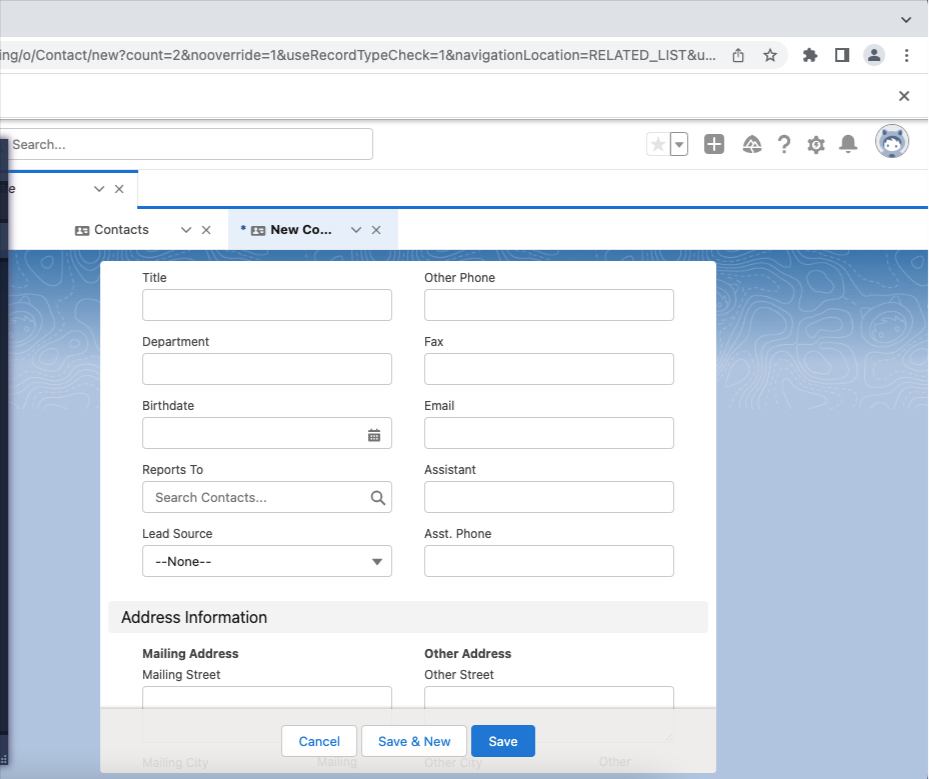 ing/o/Contact/new?count=2&nooverride=1&useRecordTypeCheck=1&navigationLocation=RELATED_LIST&u...
Search...
e
Contacts
* New Co...
Title
Other Phone
Department
Fax
Birthdate
Email
Reports To
Assistant
Search Contacts...
Lead Source
Asst. Phone
--None--
Address Information
Mailing Address
Other Address
Mailing Street
Other Street
Cancel
Save & New
Save
Mailing City
Mailing
Other City
Other